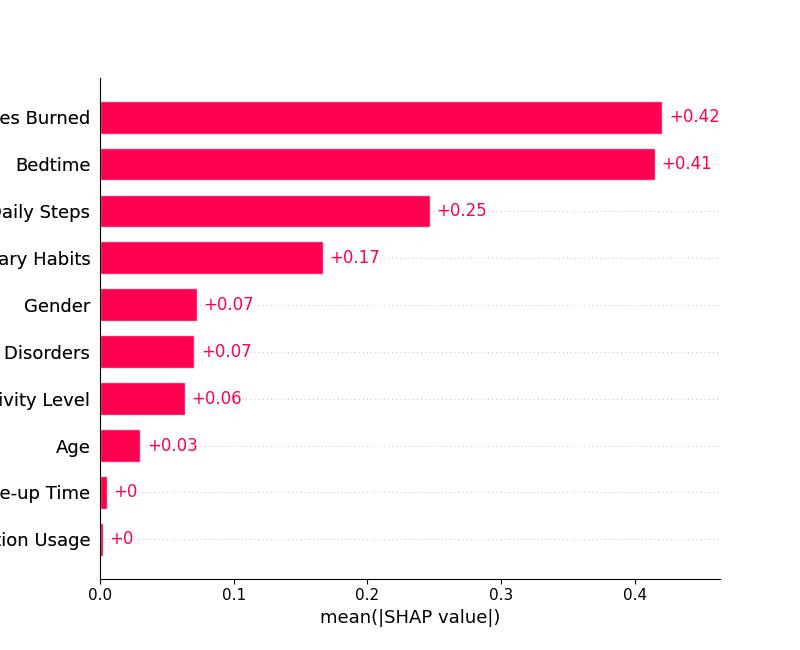 es Burned +0.42
Bedtime +0.41
Daily Steps +0.25
ary Habits +0.17
Gender +0.07
Disorders +0.07
ivity Level +0.06
Age +0.03
e-up Time +0
tion Usage +0
0.0 0.1 0.2 0.3 0.4
mean(|SHAP value|)